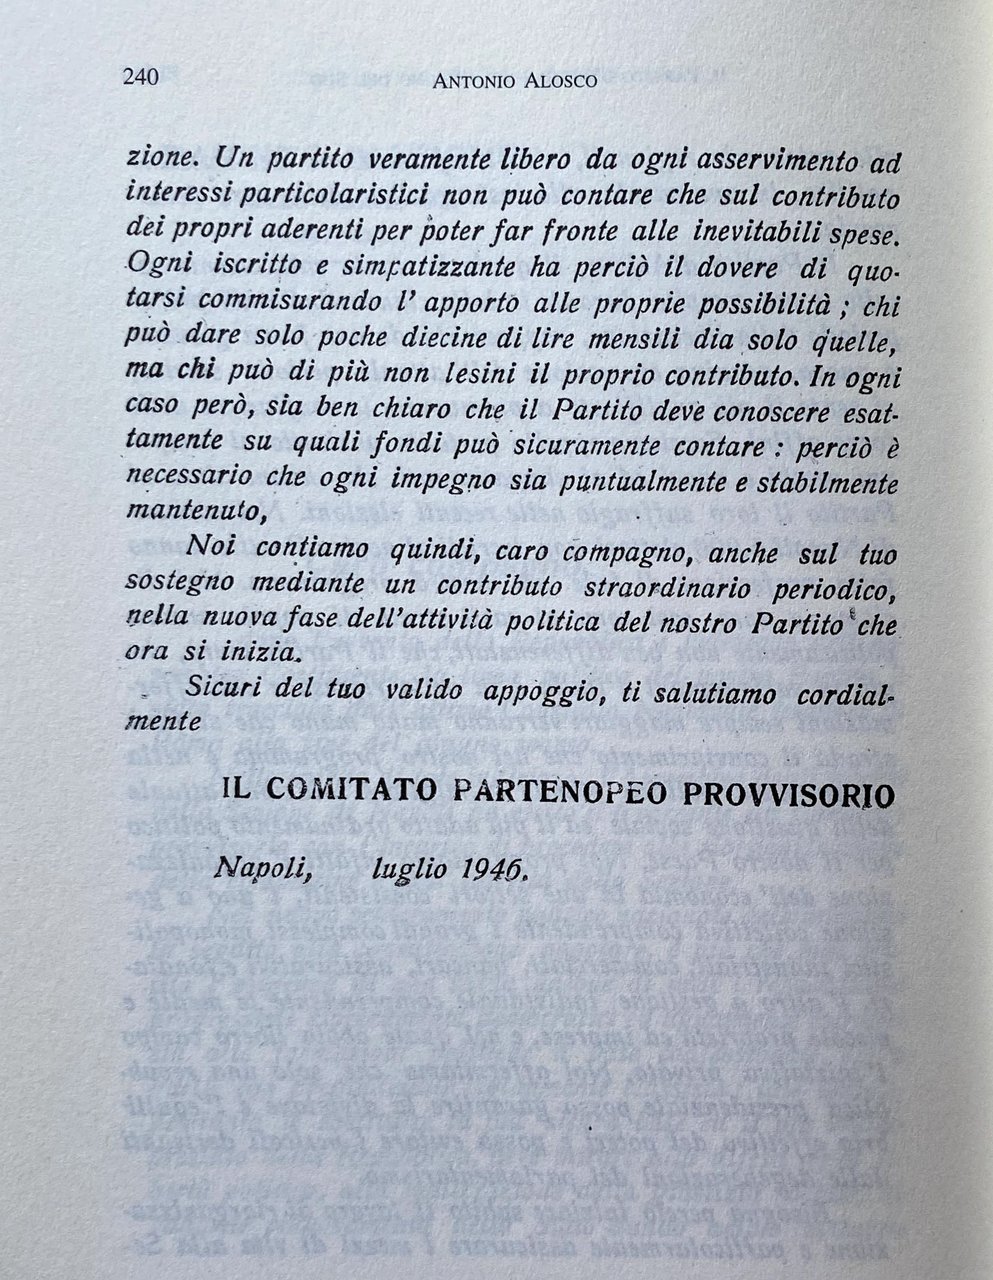 240
ANTONIO ALOSCO
zione. Un partito veramente libero da ogni asservimento ad
interessi particolaristici non può contare che sul contributo
dei propri aderenti per poter far fronte alle inevitabili spese.
Ogni iscritto e simpatizzante ha perciò il dovere di quo-
tarsi commisurando l' apporto alle proprie possibilità ; chi
può dare solo poche diecine di lire mensili dia solo quelle,
ma chi può di più non lesini il proprio contributo. In ogni
caso però, sia ben chiaro che il Partito deve conoscere esat-
tamente su quali fondi può sicuramente contare : perciò è
necessario che ogni impegno sia puntualmente e stabilmente
mantenuto,
Noi contiamo quindi, caro compagno, anche sul tuo
sostegno mediante un contributo straordinario periodico,
nella nuova fase dell'attività politica del nostro Partito che
ora si inizia.
Sicuri del tuo valido appoggio, ti salutiamo cordial-
mente
IL COMITATO PARTENOPEO PROVVISORIO
Napoli, luglio 1946.